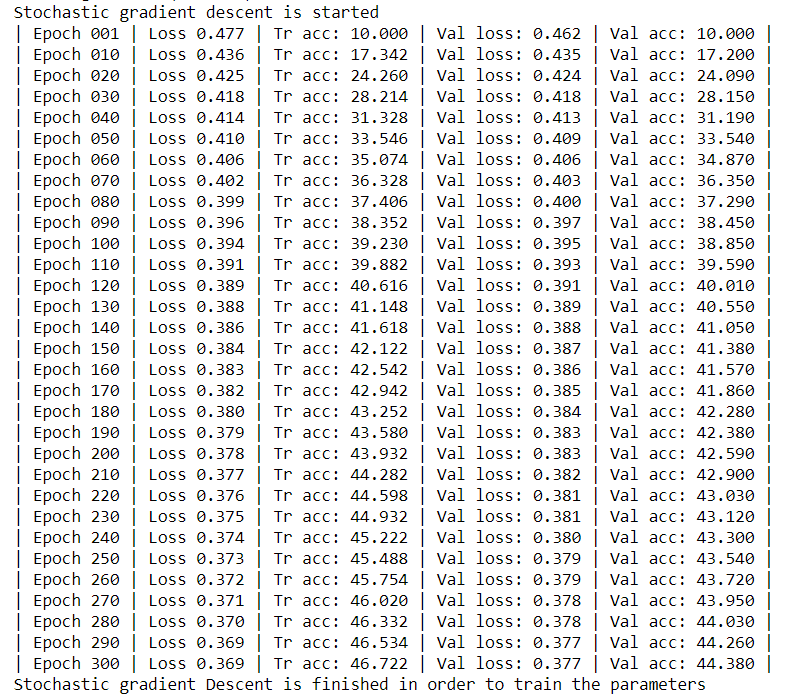 Stochastic gradient descent is started
| Epoch 001 | Loss 0.477 | Tr acc: 10.000 | Val loss: 0.462 | Val acc: 10.000 |
| Epoch 010 | Loss 0.436 | Tr acc: 17.342 | Val loss: 0.435 | Val acc: 17.200 |
| Epoch 020 | Loss 0.425 | Tr acc: 24.260 | Val loss: 0.424 | Val acc: 24.090 |
| Epoch 030 | Loss 0.418 | Tr acc: 28.214 | Val loss: 0.418 | Val acc: 28.150 |
| Epoch 040 | Loss 0.414 | Tr acc: 31.328 | Val loss: 0.413 | Val acc: 31.190 |
| Epoch 050 | Loss 0.410 | Tr acc: 33.546 | Val loss: 0.409 | Val acc: 33.540 |
| Epoch 060 | Loss 0.406 | Tr acc: 35.074 | Val loss: 0.406 | Val acc: 34.870 |
| Epoch 070 | Loss 0.402 | Tr acc: 36.328 | Val loss: 0.403 | Val acc: 36.350 |
| Epoch 080 | Loss 0.399 | Tr acc: 37.406 | Val loss: 0.400 | Val acc: 37.290 |
| Epoch 090 | Loss 0.396 | Tr acc: 38.352 | Val loss: 0.397 | Val acc: 38.450 |
| Epoch 100 | Loss 0.394 | Tr acc: 39.230 | Val loss: 0.395 | Val acc: 38.850 |
| Epoch 110 | Loss 0.391 | Tr acc: 39.882 | Val loss: 0.393 | Val acc: 39.590 |
| Epoch 120 | Loss 0.389 | Tr acc: 40.616 | Val loss: 0.391 | Val acc: 40.010 |
| Epoch 130 | Loss 0.388 | Tr acc: 41.148 | Val loss: 0.389 | Val acc: 40.550 |
| Epoch 140 | Loss 0.386 | Tr acc: 41.618 | Val loss: 0.388 | Val acc: 41.050 |
| Epoch 150 | Loss 0.384 | Tr acc: 42.122 | Val loss: 0.387 | Val acc: 41.380 |
| Epoch 160 | Loss 0.383 | Tr acc: 42.542 | Val loss: 0.386 | Val acc: 41.570 |
| Epoch 170 | Loss 0.382 | Tr acc: 42.942 | Val loss: 0.385 | Val acc: 41.860 |
| Epoch 180 | Loss 0.380 | Tr acc: 43.252 | Val loss: 0.384 | Val acc: 42.280 |
| Epoch 190 | Loss 0.379 | Tr acc: 43.580 | Val loss: 0.383 | Val acc: 42.380 |
| Epoch 200 | Loss 0.378 | Tr acc: 43.932 | Val loss: 0.383 | Val acc: 42.590 |
| Epoch 210 | Loss 0.377 | Tr acc: 44.282 | Val loss: 0.382 | Val acc: 42.900 |
| Epoch 220 | Loss 0.376 | Tr acc: 44.598 | Val loss: 0.381 | Val acc: 43.030 |
| Epoch 230 | Loss 0.375 | Tr acc: 44.932 | Val loss: 0.381 | Val acc: 43.120 |
| Epoch 240 | Loss 0.374 | Tr acc: 45.222 | Val loss: 0.380 | Val acc: 43.300 |
| Epoch 250 | Loss 0.373 | Tr acc: 45.488 | Val loss: 0.379 | Val acc: 43.540 |
| Epoch 260 | Loss 0.372 | Tr acc: 45.754 | Val loss: 0.379 | Val acc: 43.720 |
| Epoch 270 | Loss 0.371 | Tr acc: 46.020 | Val loss: 0.378 | Val acc: 43.950 |
| Epoch 280 | Loss 0.370 | Tr acc: 46.332 | Val loss: 0.378 | Val acc: 44.030 |
| Epoch 290 | Loss 0.369 | Tr acc: 46.534 | Val loss: 0.377 | Val acc: 44.260 |
| Epoch 300 | Loss 0.369 | Tr acc: 46.722 | Val loss: 0.377 | Val acc: 44.380 |
Stochastic gradient Descent is finished in order to train the parameters